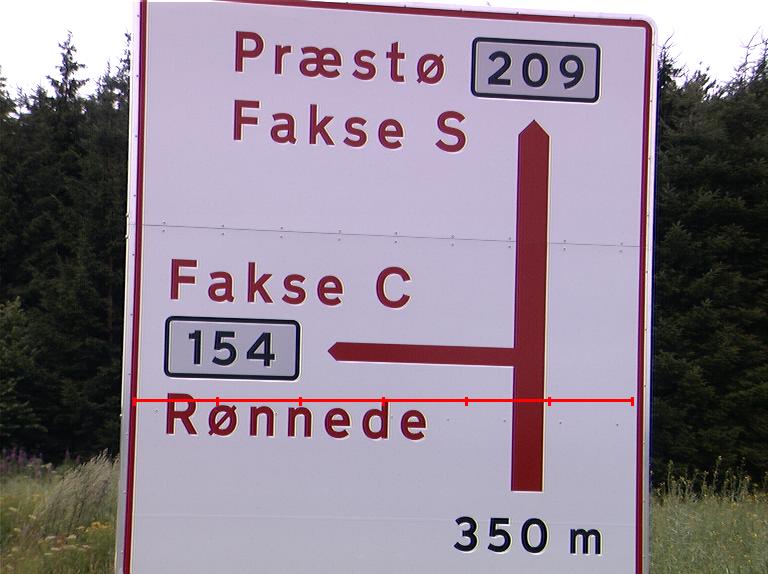 Præstø 209
Fakse S
Fakse C
154
Rønnede
350 m